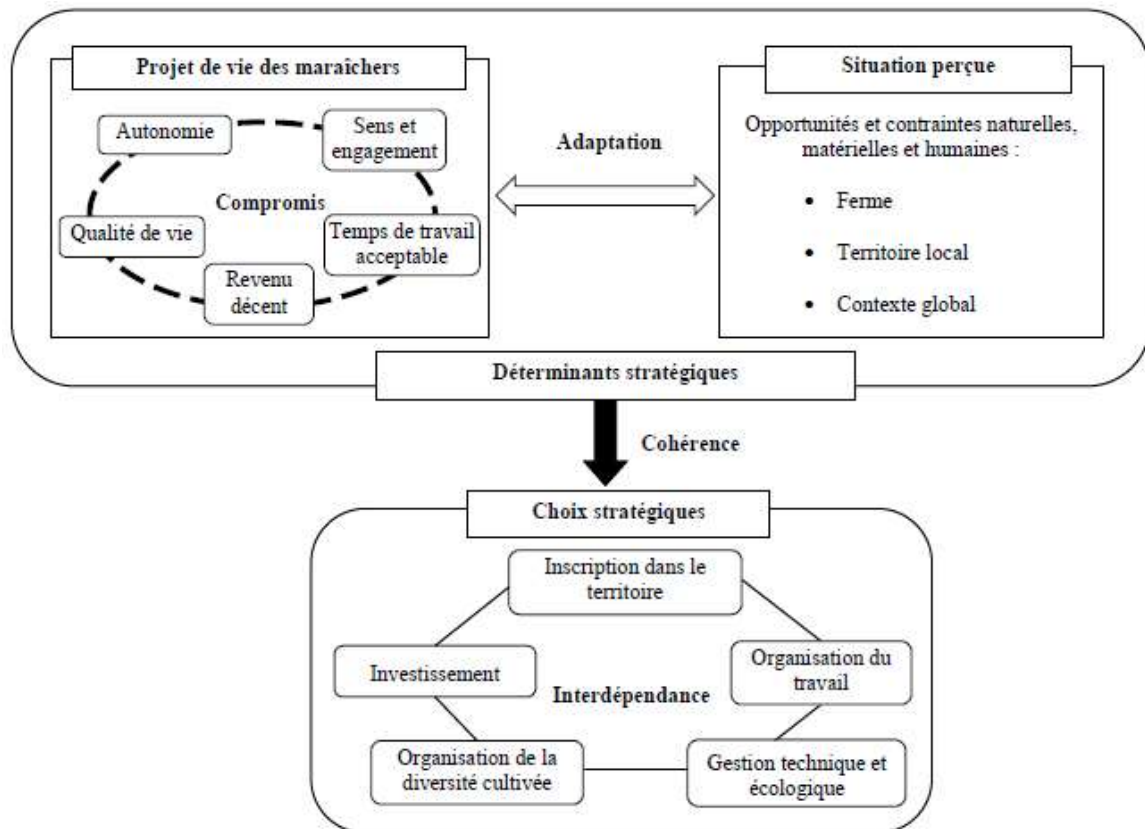 Projet de vie des maraîchers
Autonomie
Sens et
engagement
Compromis
Qualité de vie
Temps de travail
acceptable
Revenu
décent
Adaptation
Situation perçue
Opportunités et contraintes naturelles,
matérielles et humaines :
• Ferme
• Territoire local
• Contexte global
Déterminants stratégiques
Cohérence
Choix stratégiques
Inscription dans le
territoire
Investissement
Organisation du
travail
Interdépendance
Organisation de la
diversité cultivée
Gestion technique et
écologique